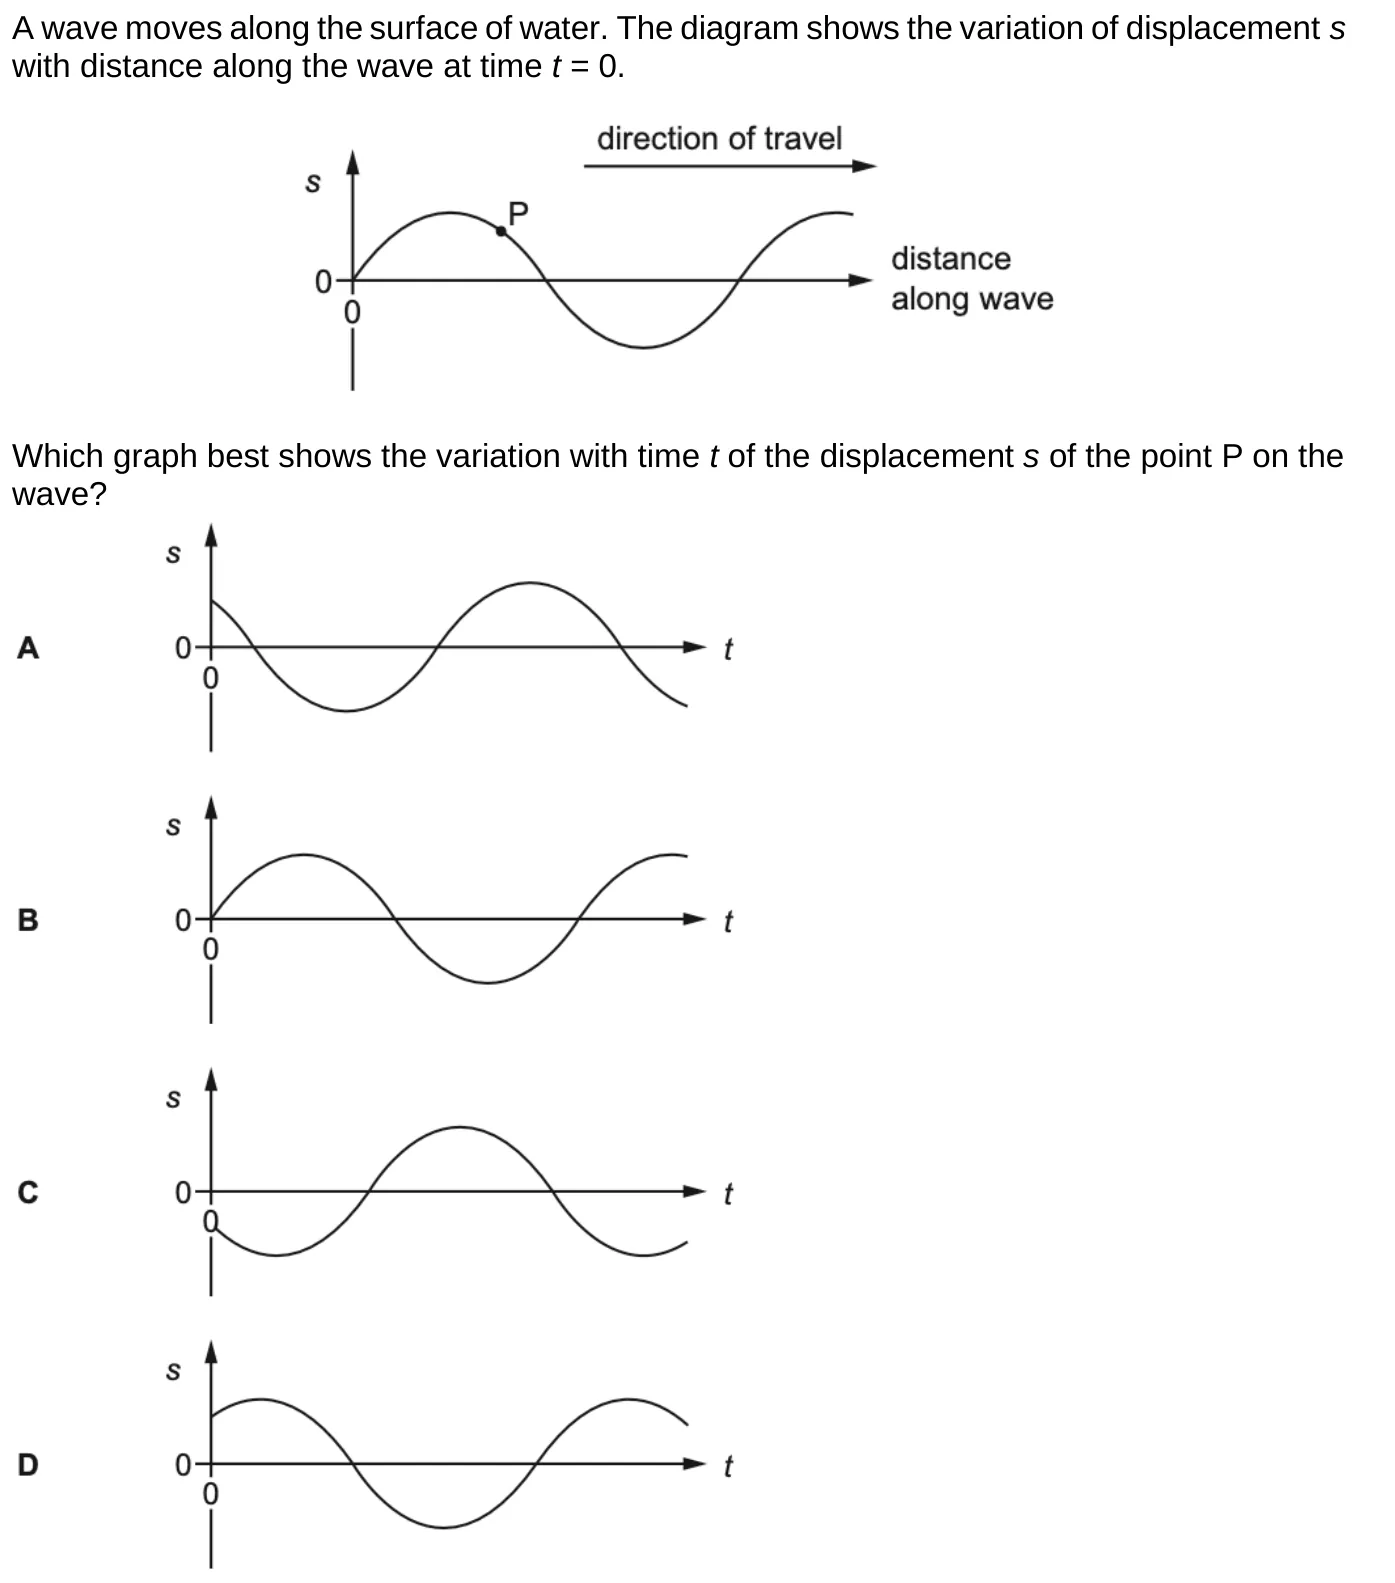 A wave moves along the surface of water. The diagram shows the variation of displacement s
with distance along the wave at time t = 0.
direction of travel
s
P
0
0
distance
along wave
Which graph best shows the variation with time t of the displacement s of the point P on the
wave?
s
A
0
t
0
s
B
0
t
0
s
C
0
t
0
s
D
0
t
0